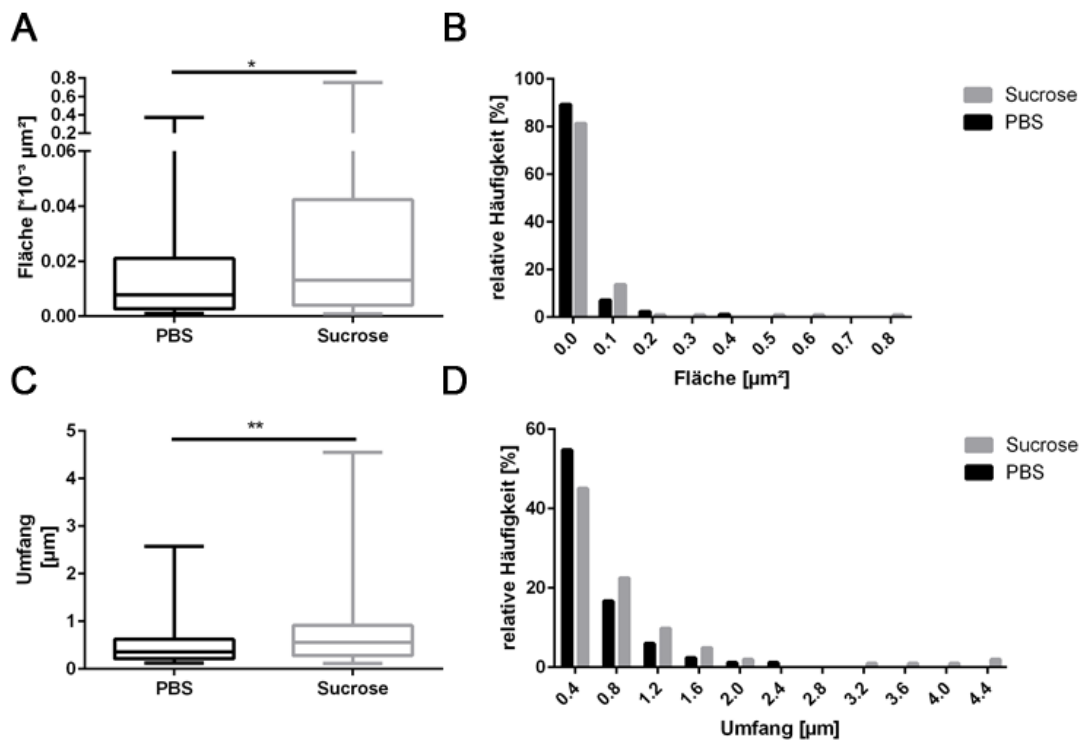 A
*
0.8
0.6
0.4
0.2
0.06
0.04
0.02
0.00
Fläche [*10⁻³ µm²]
PBS
Sucrose
B
100
80
60
40
20
0
relative Häufigkeit [%]
0.0
0.1
0.2
0.3
0.4
0.5
0.6
0.7
0.8
Fläche [µm²]
Sucrose
PBS
C
**
5
4
3
2
1
0
Umfang
[µm]
PBS
Sucrose
D
60
40
20
0
relative Häufigkeit [%]
0.4
0.8
1.2
1.6
2.0
2.4
2.8
3.2
3.6
4.0
4.4
Umfang [µm]
Sucrose
PBS